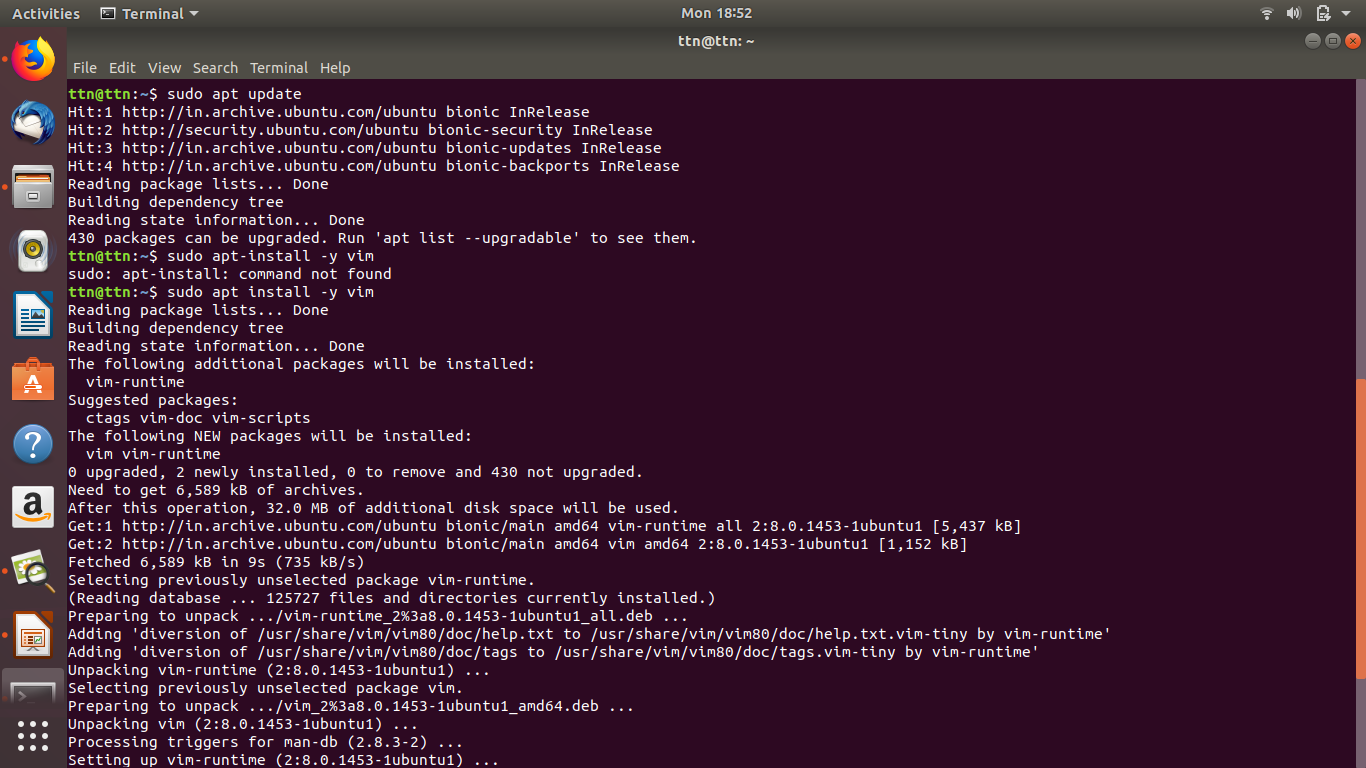 Activities Terminal Mon 18:52
ttn@ttn: ~
File Edit View Search Terminal Help
ttn@ttn:~$ sudo apt update
Hit:1 http://in.archive.ubuntu.com/ubuntu bionic InRelease
Hit:2 http://security.ubuntu.com/ubuntu bionic-security InRelease
Hit:3 http://in.archive.ubuntu.com/ubuntu bionic-updates InRelease
Hit:4 http://in.archive.ubuntu.com/ubuntu bionic-backports InRelease
Reading package lists... Done
Building dependency tree
Reading state information... Done
430 packages can be upgraded. Run 'apt list --upgradable' to see them.
ttn@ttn:~$ sudo apt-install -y vim
sudo: apt-install: command not found
ttn@ttn:~$ sudo apt install -y vim
Reading package lists... Done
Building dependency tree
Reading state information... Done
The following additional packages will be installed:
  vim-runtime
Suggested packages:
  ctags vim-doc vim-scripts
The following NEW packages will be installed:
  vim vim-runtime
0 upgraded, 2 newly installed, 0 to remove and 430 not upgraded.
Need to get 6,589 kB of archives.
After this operation, 32.0 MB of additional disk space will be used.
Get:1 http://in.archive.ubuntu.com/ubuntu bionic/main amd64 vim-runtime all 2:8.0.1453-1ubuntu1 [5,437 kB]
Get:2 http://in.archive.ubuntu.com/ubuntu bionic/main amd64 vim amd64 2:8.0.1453-1ubuntu1 [1,152 kB]
Fetched 6,589 kB in 9s (735 kB/s)
Selecting previously unselected package vim-runtime.
(Reading database ... 125727 files and directories currently installed.)
Preparing to unpack .../vim-runtime_2%3a8.0.1453-1ubuntu1_all.deb ...
Adding 'diversion of /usr/share/vim/vim80/doc/help.txt to /usr/share/vim/vim80/doc/help.txt.vim-tiny by vim-runtime'
Adding 'diversion of /usr/share/vim/vim80/doc/tags to /usr/share/vim/vim80/doc/tags.vim-tiny by vim-runtime'
Unpacking vim-runtime (2:8.0.1453-1ubuntu1) ...
Selecting previously unselected package vim.
Preparing to unpack .../vim_2%3a8.0.1453-1ubuntu1_amd64.deb ...
Unpacking vim (2:8.0.1453-1ubuntu1) ...
Processing triggers for man-db (2.8.3-2) ...
Setting up vim-runtime (2:8.0.1453-1ubuntu1) ...